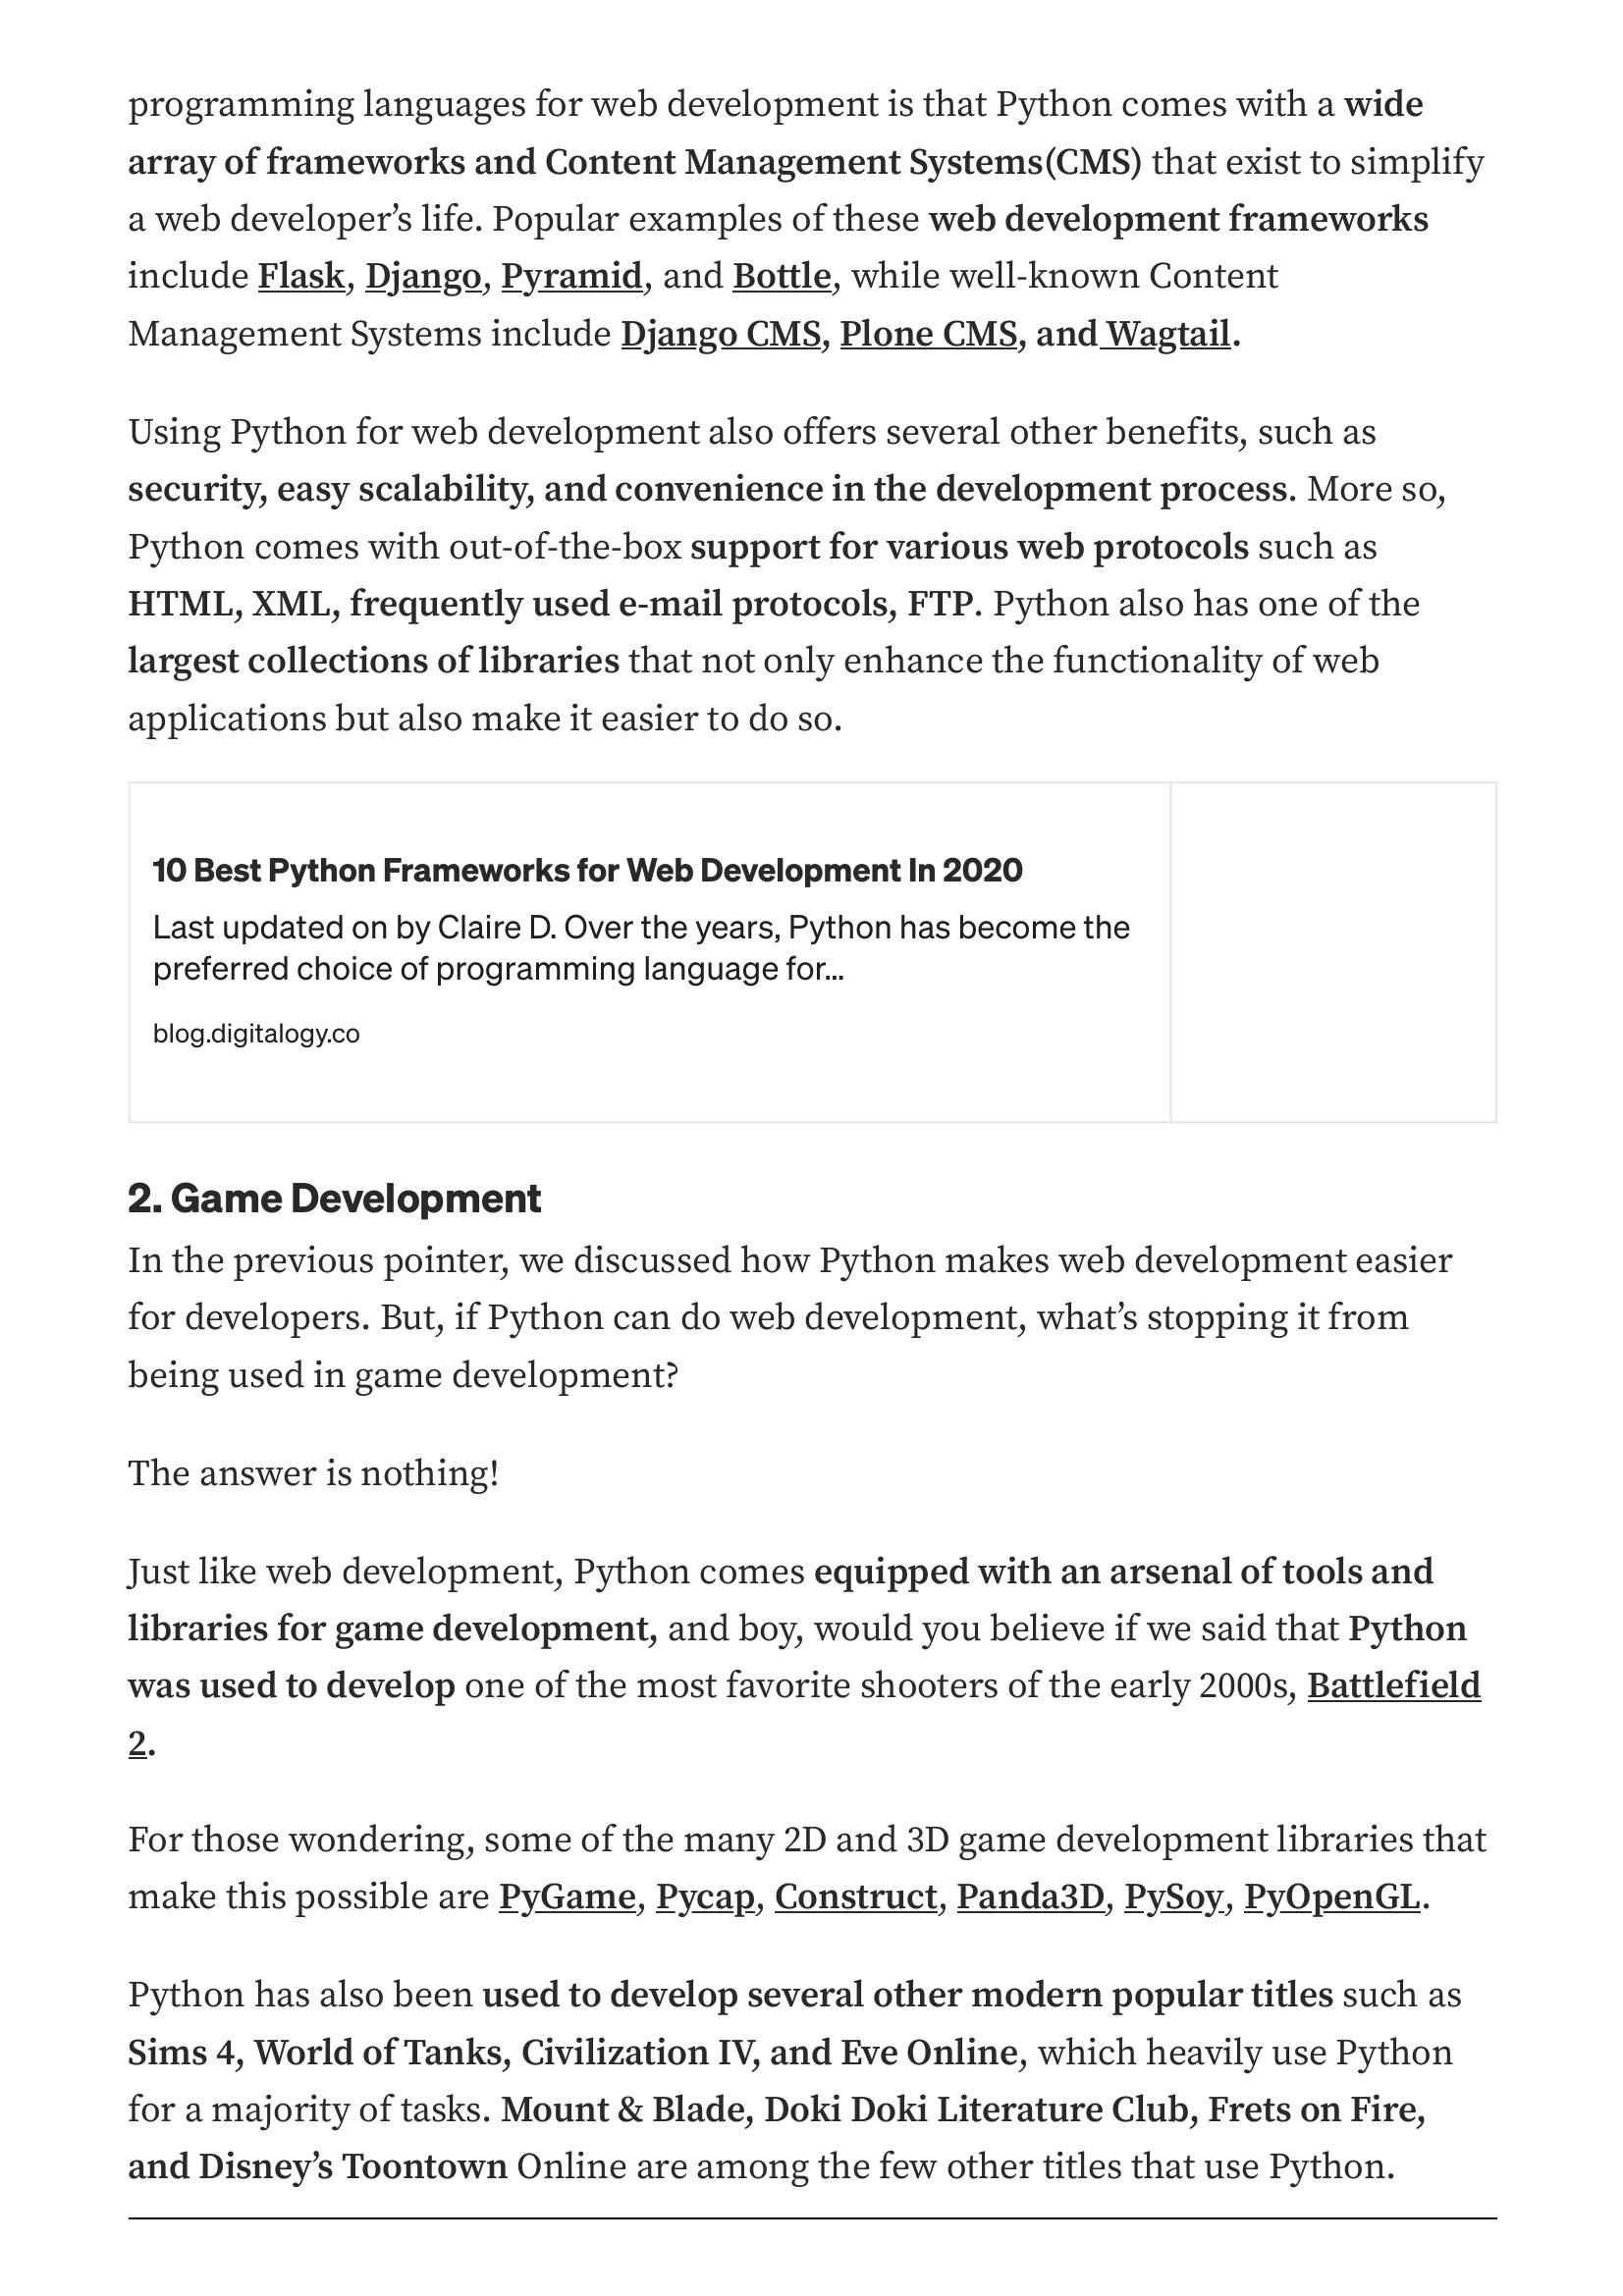 programming languages for web development is that Python comes with a wide
array of frameworks and Content Management Systems(CMS) that exist to simplify
a web developer’s life. Popular examples of these web development frameworks
include Flask, Django, Pyramid, and Bottle, while well-known Content
Management Systems include Django CMS, Plone CMS, and Wagtail.
Using Python for web development also offers several other benefits, such as
security, easy scalability, and convenience in the development process. More so,
Python comes with out-of-the-box support for various web protocols such as
HTML, XML, frequently used e-mail protocols, FTP. Python also has one of the
largest collections of libraries that not only enhance the functionality of web
applications but also make it easier to do so.
10 Best Python Frameworks for Web Development In 2020
Last updated on by Claire D. Over the years, Python has become the
preferred choice of programming language for...
blog.digitalogy.co
2. Game Development
In the previous pointer, we discussed how Python makes web development easier
for developers. But, if Python can do web development, what’s stopping it from
being used in game development?
The answer is nothing!
Just like web development, Python comes equipped with an arsenal of tools and
libraries for game development, and boy, would you believe if we said that Python
was used to develop one of the most favorite shooters of the early 2000s, Battlefield
2.
For those wondering, some of the many 2D and 3D game development libraries that
make this possible are PyGame, Pycap, Construct, Panda3D, PySoy, PyOpenGL.
Python has also been used to develop several other modern popular titles such as
Sims 4, World of Tanks, Civilization IV, and Eve Online, which heavily use Python
for a majority of tasks. Mount & Blade, Doki Doki Literature Club, Frets on Fire,
and Disney’s Toontown Online are among the few other titles that use Python.